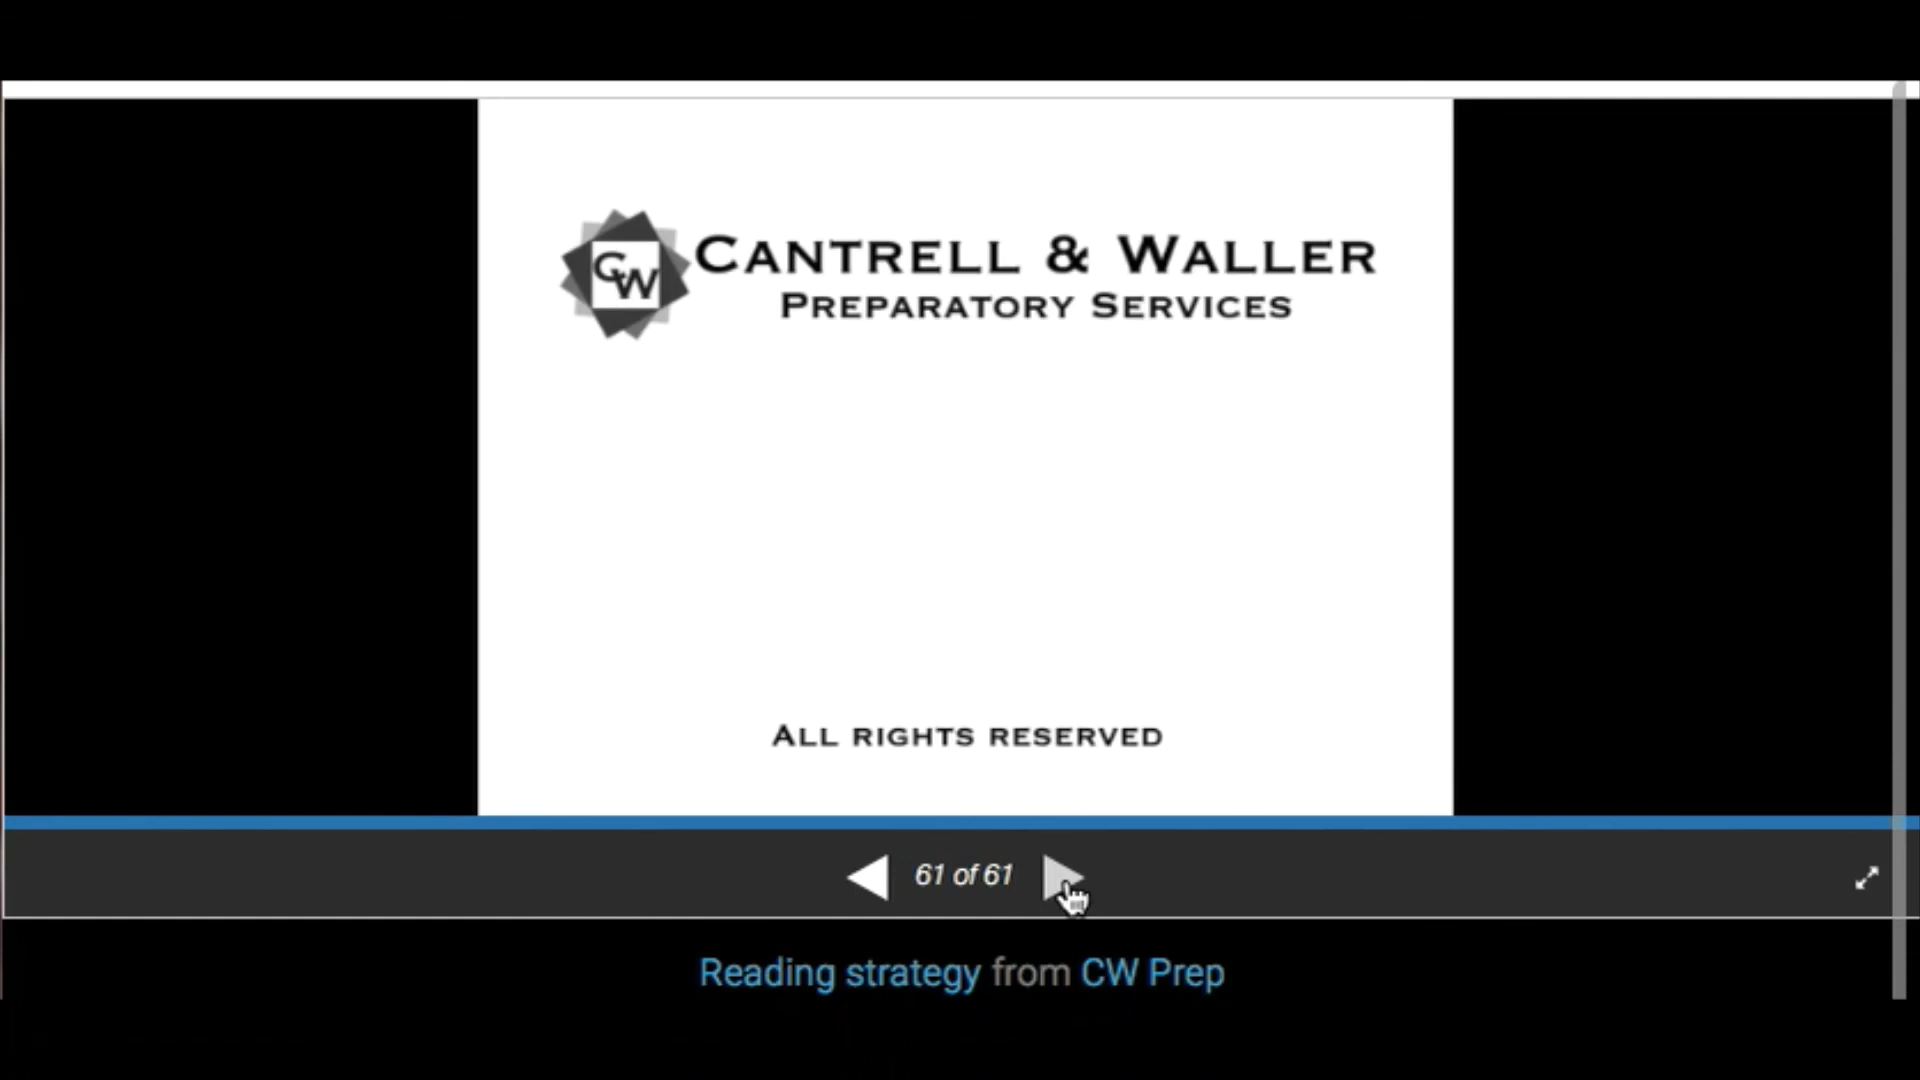 CW
CANTRELL & WALLER
PREPARATORY SERVICES
ALL RIGHTS RESERVED
61 of 61
Reading strategy from CW Prep